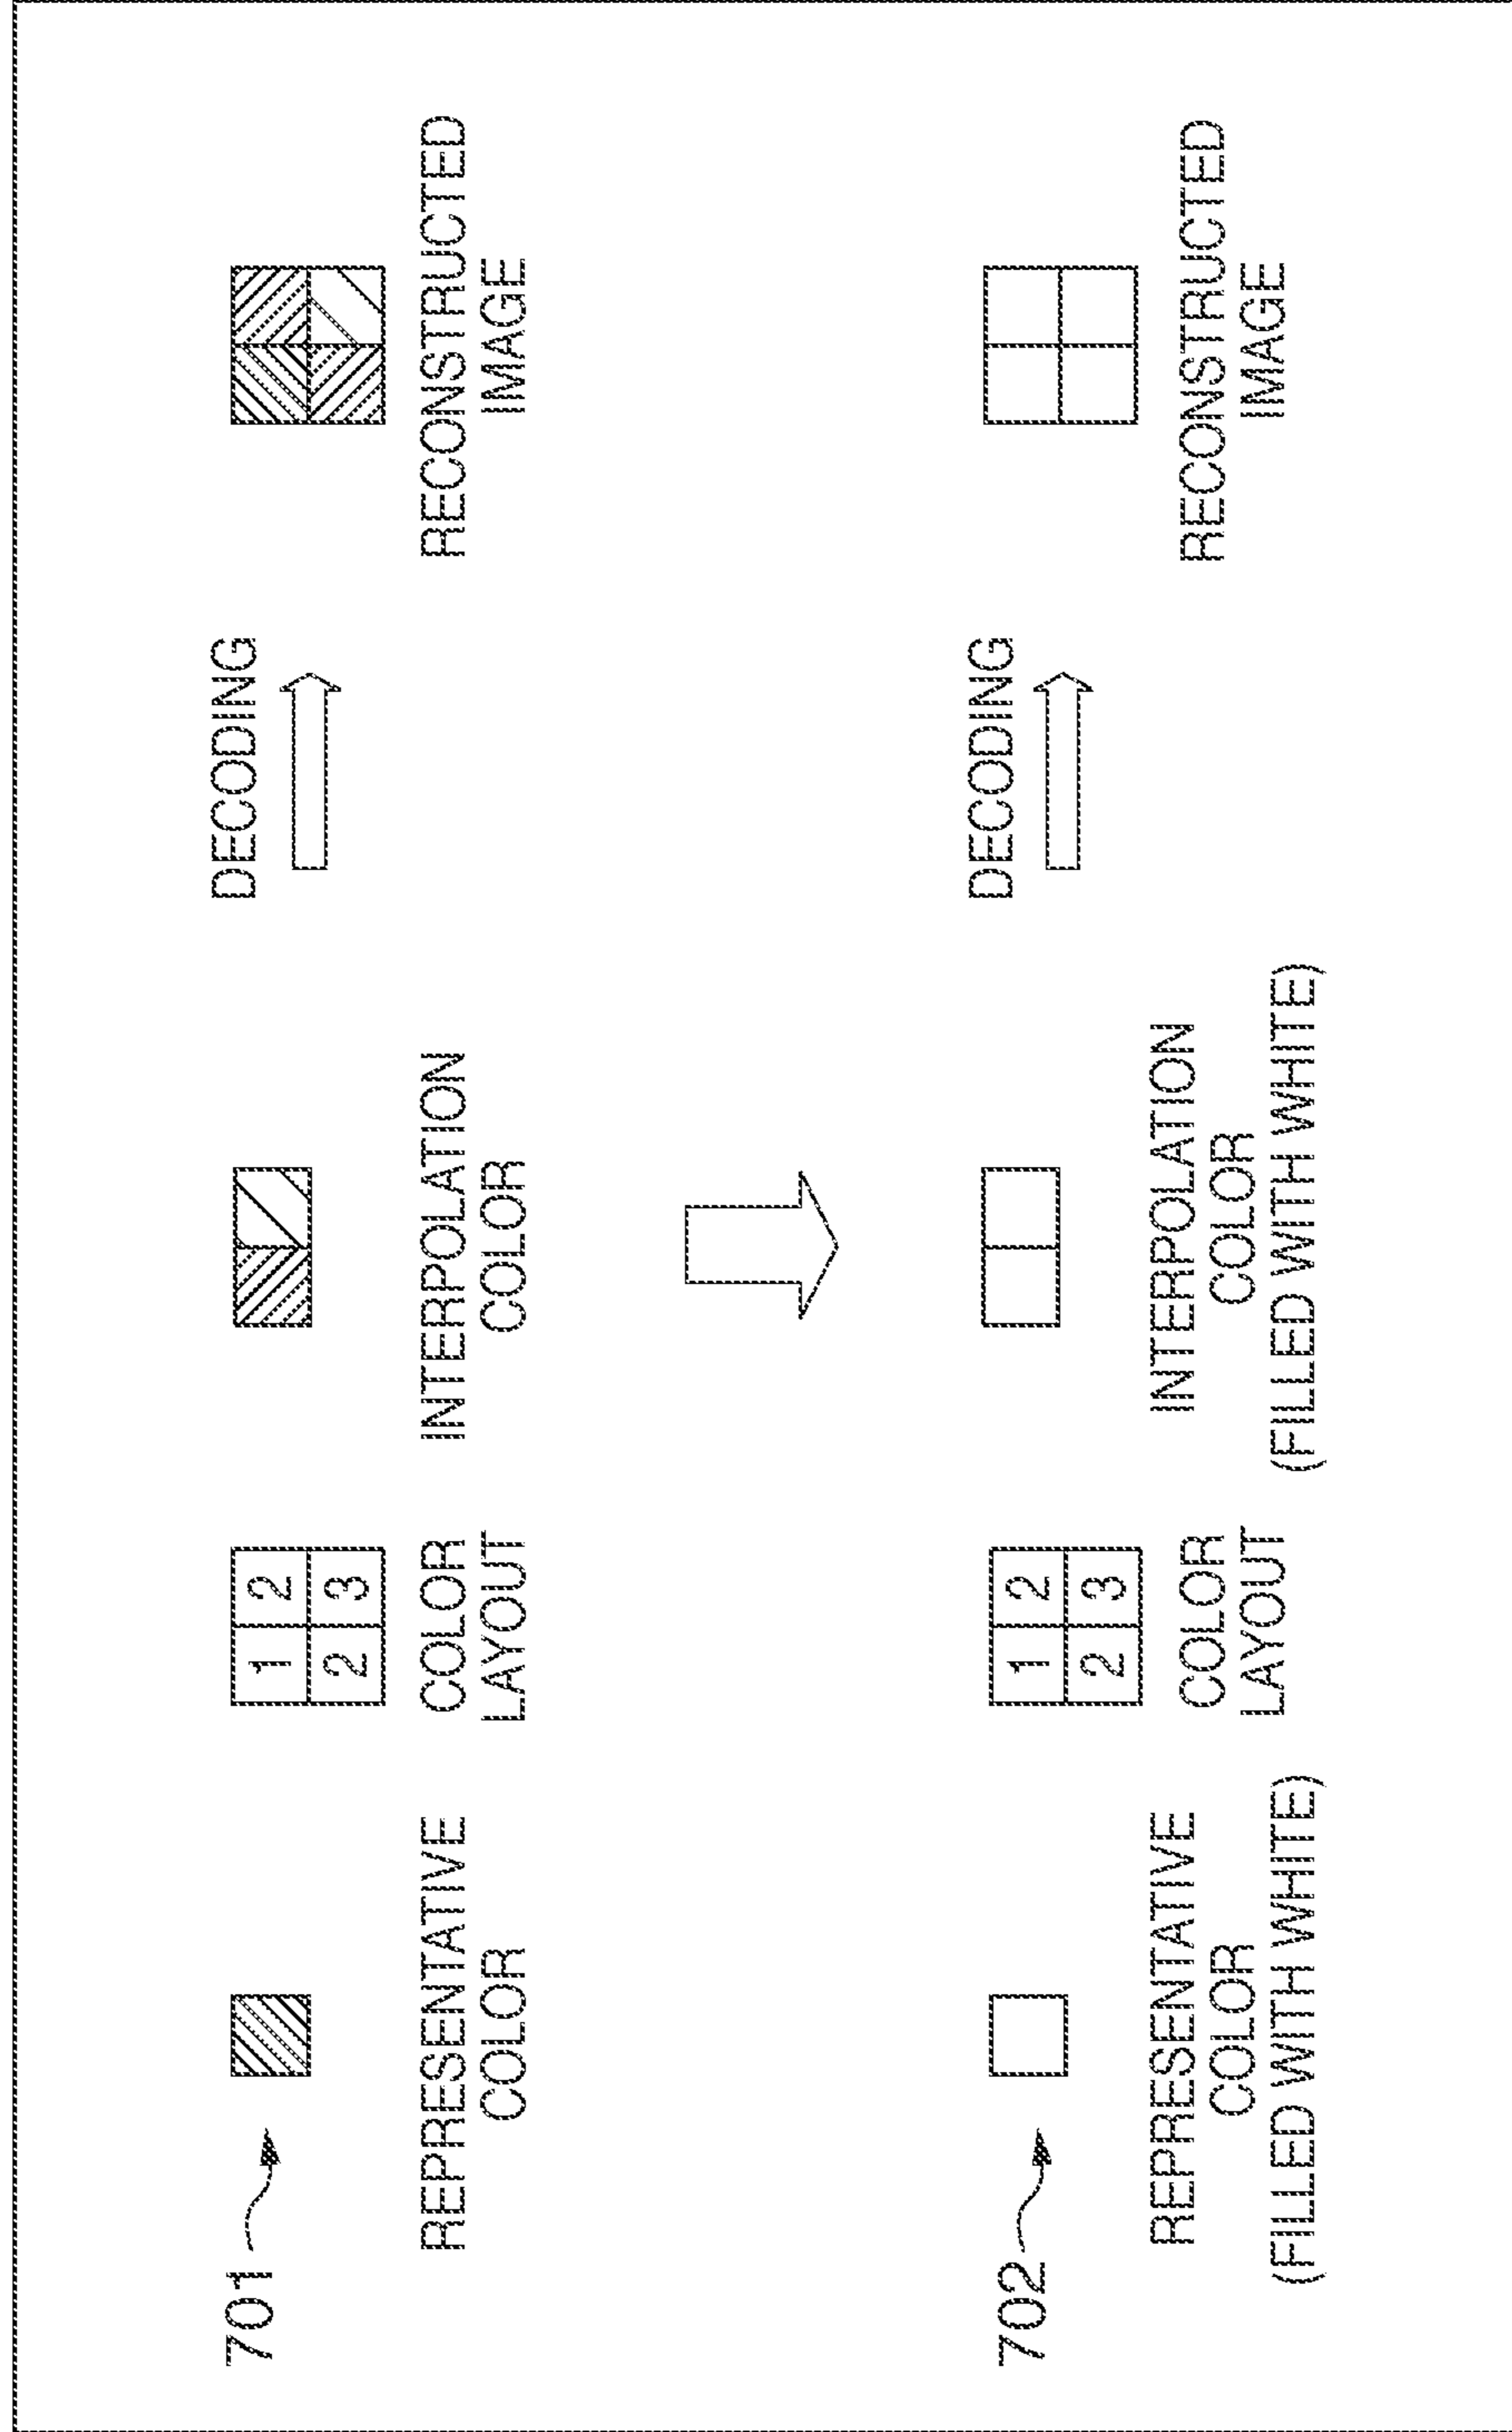 701
REPRESENTATIVE
COLOR
1 2
2 3
COLOR
LAYOUT
INTERPOLATION
COLOR
DECODING
RECONSTRUCTED
IMAGE
702
REPRESENTATIVE
COLOR
(FILLED WITH WHITE)
1 2
2 3
COLOR
LAYOUT
INTERPOLATION
COLOR
(FILLED WITH WHITE)
DECODING
RECONSTRUCTED
IMAGE